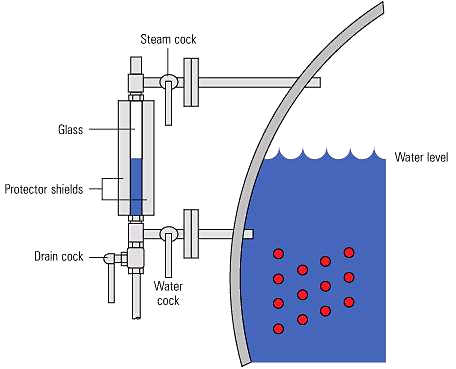 Steam cock
Glass
Water level
Protector shields
Drain cock
Water
cock